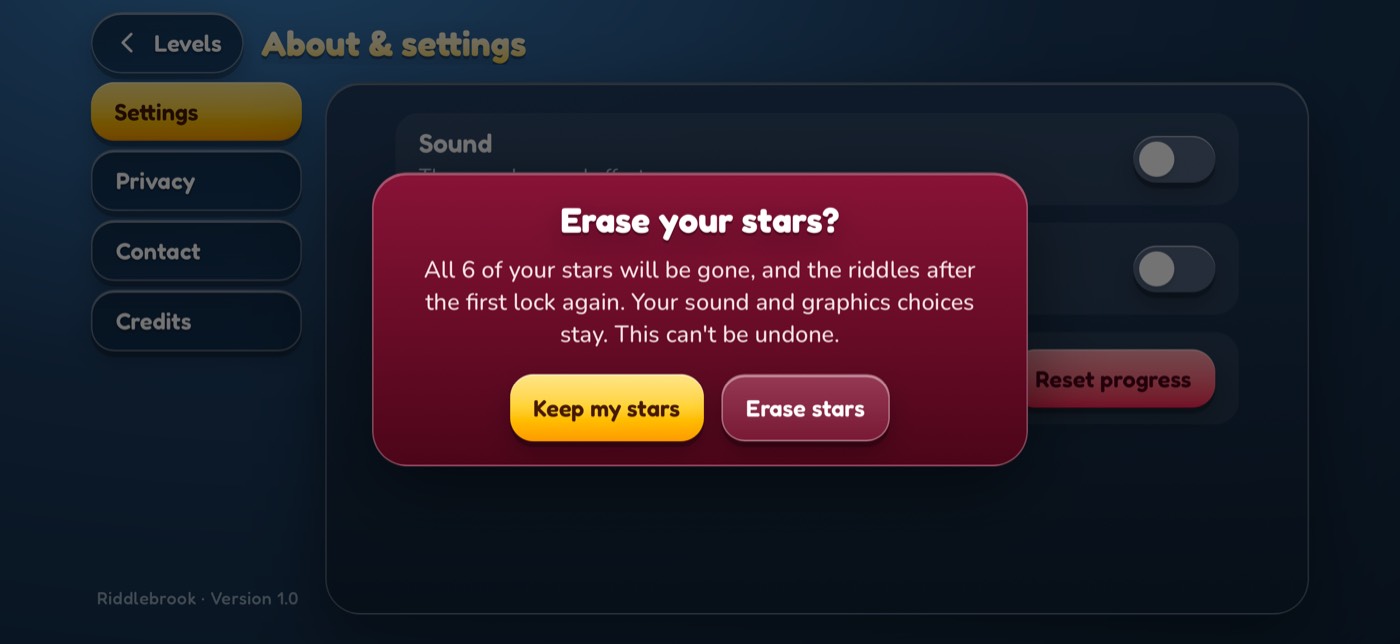 Levels
About & settings
Settings
Privacy
Contact
Credits
Riddlebrook · Version 1.0
Sound
Erase your stars?
All 6 of your stars will be gone, and the riddles after
the first lock again. Your sound and graphics choices
stay. This can't be undone.
Keep my stars
Erase stars
Reset progress